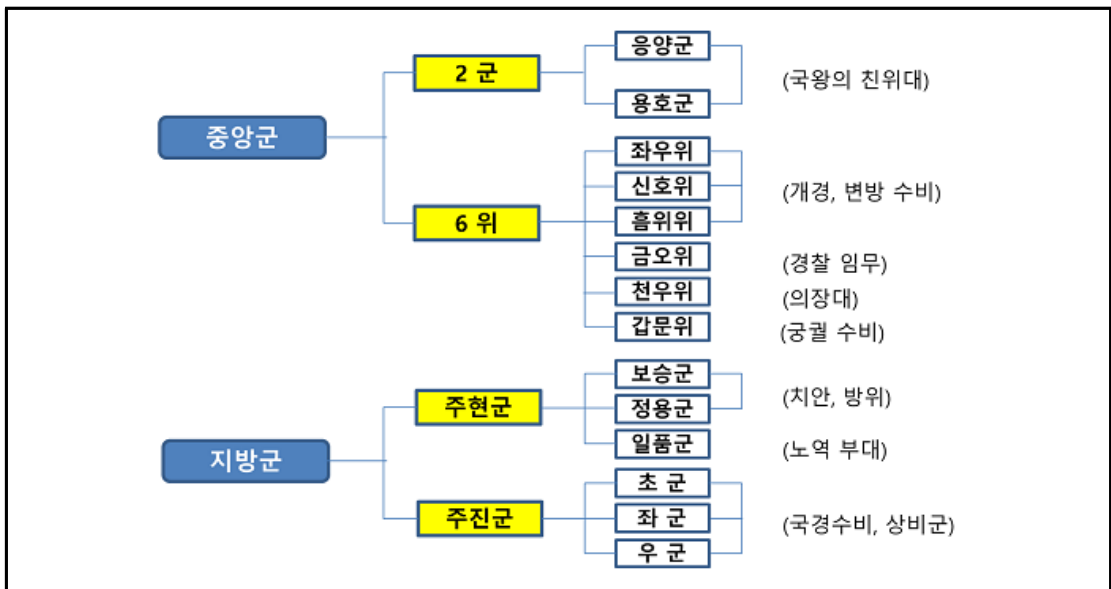 중앙군
2 군
응양군
용호군
(국왕의 친위대)
6 위
좌우위
신호위
흠위위
(개경, 변방 수비)
금오위
(경찰 임무)
천우위
(의장대)
갑문위
(궁궐 수비)
지방군
주현군
보승군
정용군
(치안, 방위)
일품군
(노역 부대)
주진군
초 군
좌 군
우 군
(국경수비, 상비군)